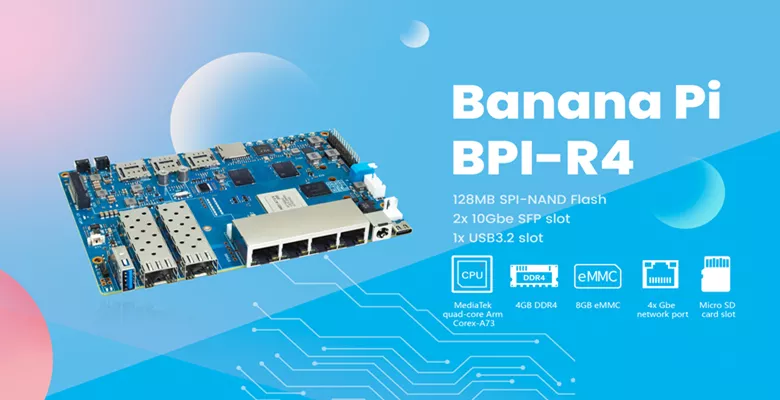 Banana Pi
BPI-R4
128MB SPI-NAND Flash
2x 10Gbe SFP slot
1x USB3.2 slot
CPU
DDR4
eMMC
MediaTek
quad-core Arm
Corex-A73
4GB DDR4
8GB eMMC
4x Gbe
network port
Micro SD
card slot